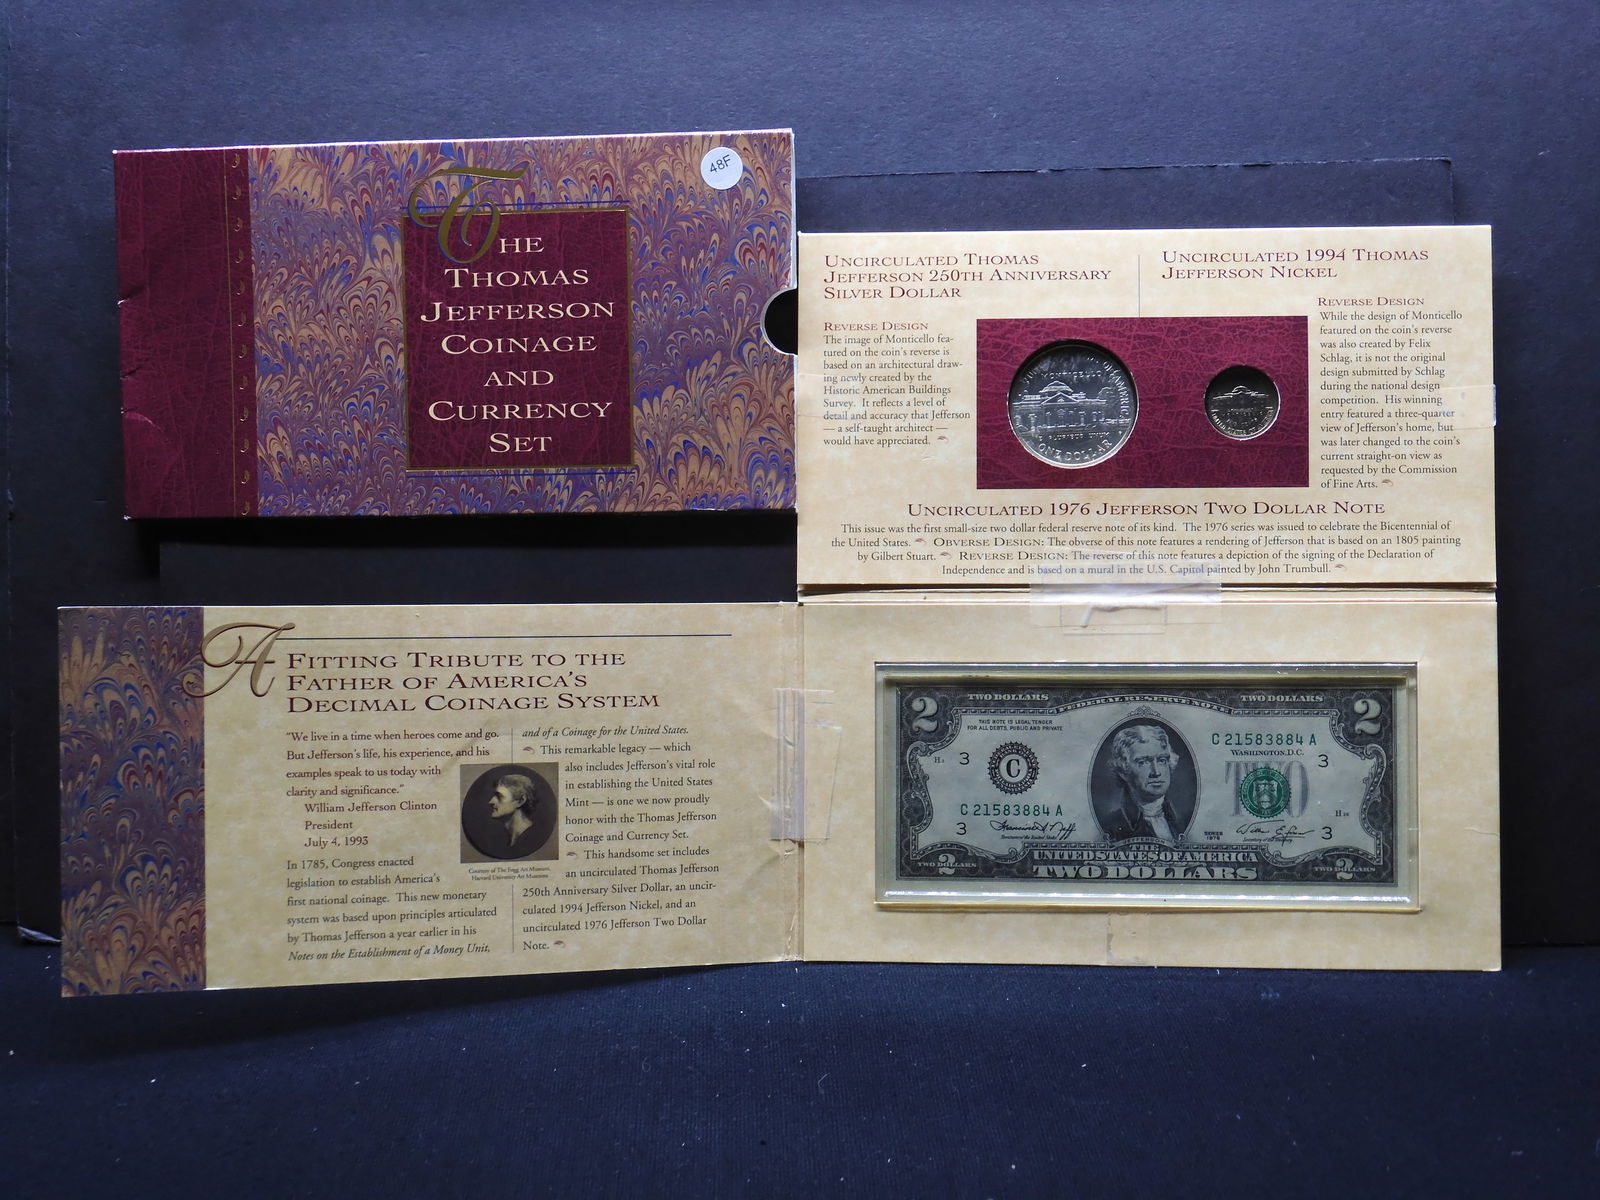 48F
THE
THOMAS
JEFFERSON
COINAGE
AND
CURRENCY
SET
UNCIRCULATED THOMAS
JEFFERSON 250TH ANNIVERSARY
SILVER DOLLAR
REVERSE DESIGN
The image of Monticello fea-
tured on the coin's reverse is
based on an architectural draw-
ing newly created by the
Historic American Buildings
Survey. It reflects a level of
detail and accuracy that Jefferson
— a self-taught architect —
would have appreciated.
MONTICELLO
E PLURIBUS UNUM
ONE DOLLAR
UNCIRCULATED 1994 THOMAS
JEFFERSON NICKEL
REVERSE DESIGN
While the design of Monticello
featured on the coin's reverse
was also created by Felix
Schlag, it is not the original
design submitted by Schlag
during the national design
competition. His winning
entry featured a three-quarter
view of Jefferson's home, but
was later changed to the coin's
current straight-on view as
requested by the Commission
of Fine Arts.
UNCIRCULATED 1976 JEFFERSON TWO DOLLAR NOTE
This issue was the first small-size two dollar federal reserve note of its kind. The 1976 series was issued to celebrate the Bicentennial of
the United States. OBVERSE DESIGN: The obverse of this note features a rendering of Jefferson that is based on an 1805 painting
by Gilbert Stuart. REVERSE DESIGN: The reverse of this note features a depiction of the signing of the Declaration of
Independence and is based on a mural in the U.S. Capitol painted by John Trumbull.
A FITTING TRIBUTE TO THE
FATHER OF AMERICA'S
DECIMAL COINAGE SYSTEM
"We live in a time when heroes come and go.
But Jefferson's life, his experience, and his
examples speak to us today with
clarity and significance."
William Jefferson Clinton
President
July 4, 1993
In 1785, Congress enacted
legislation to establish America's
first national coinage. This new monetary
system was based upon principles articulated
by Thomas Jefferson a year earlier in his
Notes on the Establishment of a Money Unit,
Courtesy of The Fogg Art Museum,
Harvard University Art Museums
and of a Coinage for the United States.
This remarkable legacy — which
also includes Jefferson's vital role
in establishing the United States
Mint — is one we now proudly
honor with the Thomas Jefferson
Coinage and Currency Set.
This handsome set includes
an uncirculated Thomas Jefferson
250th Anniversary Silver Dollar, an uncir-
culated 1994 Jefferson Nickel, and an
uncirculated 1976 Jefferson Two Dollar
Note.
2 TWO DOLLARS FEDERAL RESERVE NOTE TWO DOLLARS 2
THIS NOTE IS LEGAL TENDER
FOR ALL DEBTS, PUBLIC AND PRIVATE
C 21583884 A
WASHINGTON, D.C.
3 C TWO 3
C 21583884 A
3 3
SERIES
1976
JEFFERSON
THE
UNITED STATES OF AMERICA
TWO DOLLARS 2 TWO DOLLARS 2 TWO DOLLARS